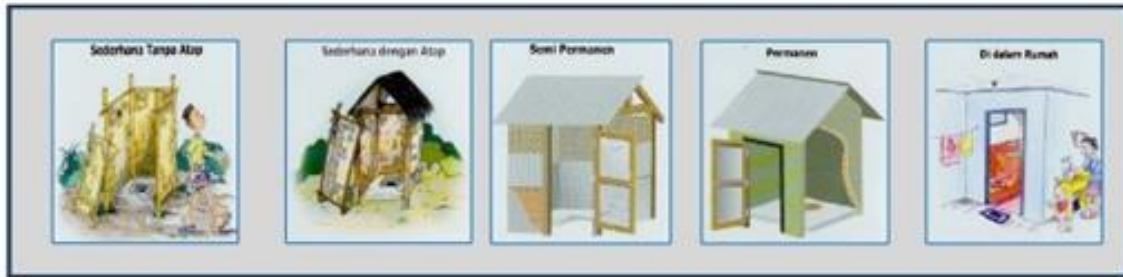 Sederhana Tanpa Atap
Sederhana dengan Atap
Semi Permanen
Permanen
Di dalam Rumah